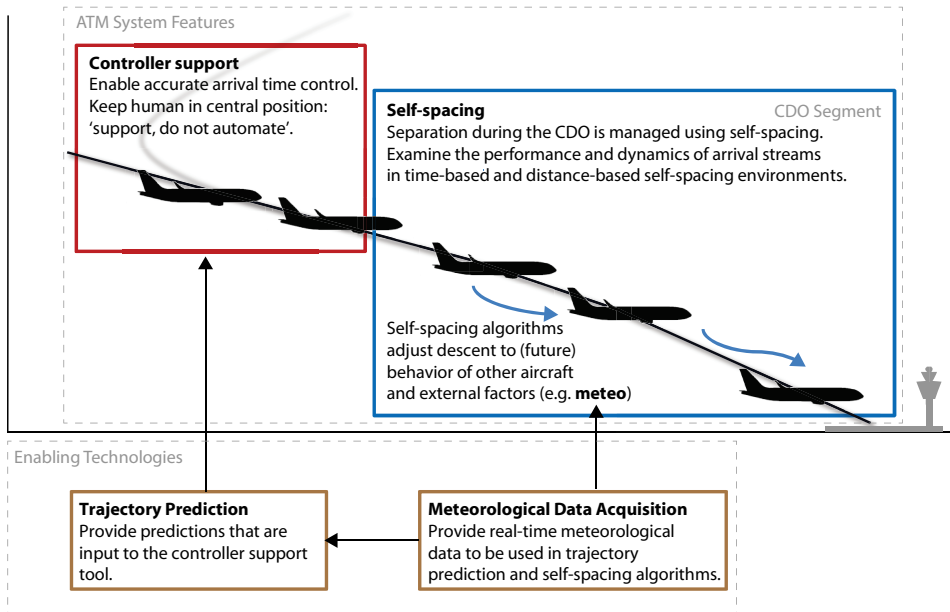 ATM System Features
Controller support
Enable accurate arrival time control.
Keep human in central position:
‘support, do not automate’.
Self-spacing
CDO Segment
Separation during the CDO is managed using self-spacing.
Examine the performance and dynamics of arrival streams
in time-based and distance-based self-spacing environments.
Self-spacing algorithms
adjust descent to (future)
behavior of other aircraft
and external factors (e.g. meteo)
Enabling Technologies
Trajectory Prediction
Provide predictions that are
input to the controller support
tool.
Meteorological Data Acquisition
Provide real-time meteorological
data to be used in trajectory
prediction and self-spacing algorithms.